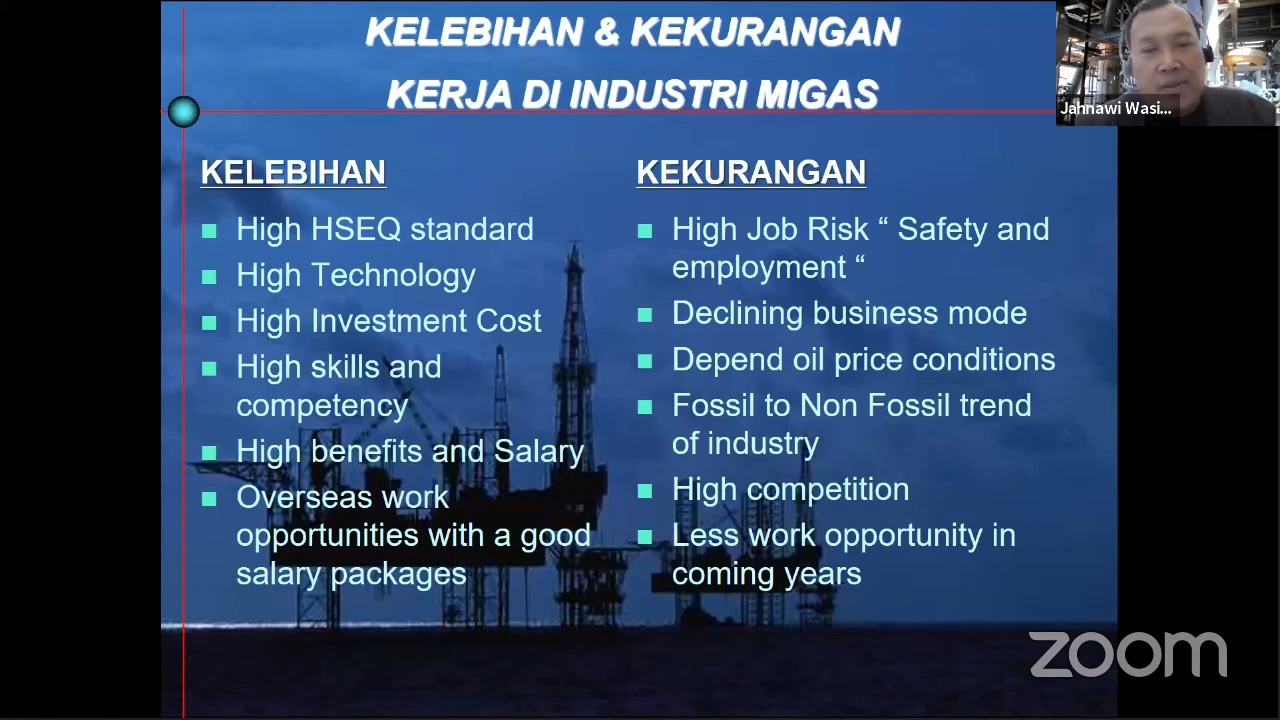 KELEBIHAN & KEKURANGAN
KERJA DI INDUSTRI MIGAS
Jahnawi Wasi...
KELEBIHAN
High HSEQ standard
High Technology
High Investment Cost
High skills and
competency
High benefits and Salary
Overseas work
opportunities with a good
salary packages
KEKURANGAN
High Job Risk “ Safety and
employment “
Declining business mode
Depend oil price conditions
Fossil to Non Fossil trend
of industry
High competition
Less work opportunity in
coming years
zoom